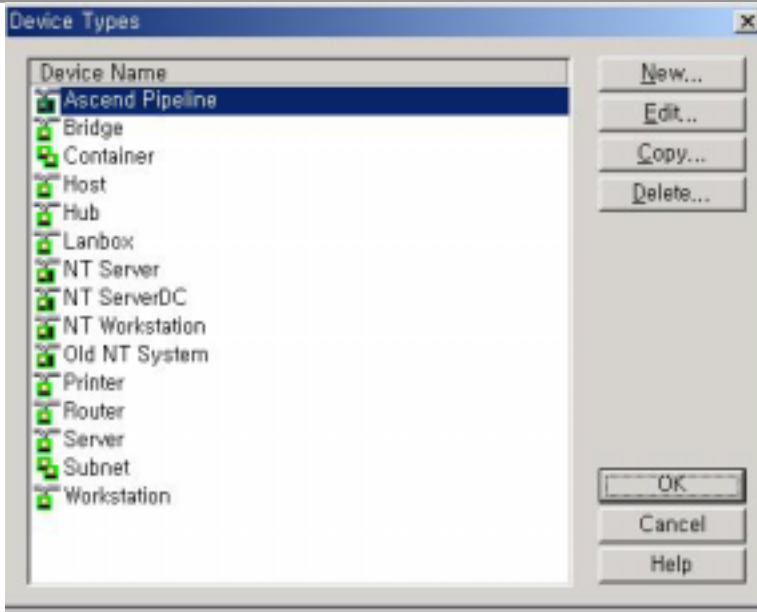 Device Types
Device Name
Ascend Pipeline
Bridge
Container
Host
Hub
Lanbox
NT Server
NT ServerDC
NT Workstation
Old NT System
Printer
Router
Server
Subnet
Workstation
New...
Edit...
Copy...
Delete...
OK
Cancel
Help